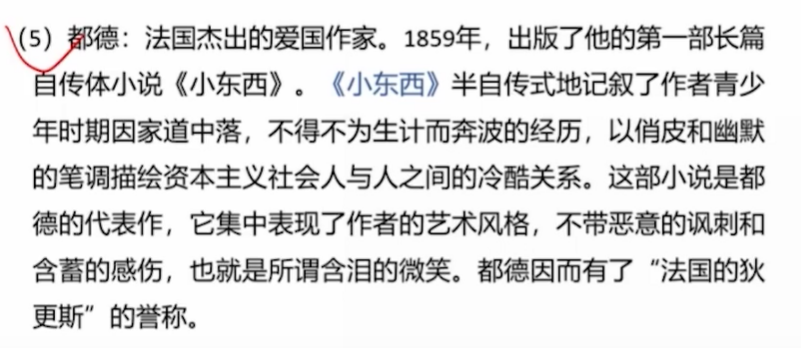 (5) 都德：法国杰出的爱国作家。1859年，出版了他的第一部长篇
自传体小说《小东西》。《小东西》半自传式地记叙了作者青少
年时期因家道中落，不得不为生计而奔波的经历，以俏皮和幽默
的笔调描绘资本主义社会人与人之间的冷酷关系。这部小说是都
德的代表作，它集中表现了作者的艺术风格，不带恶意的讽刺和
含蓄的感伤，也就是所谓含泪的微笑。都德因而有了“法国的狄
更斯”的誉称。